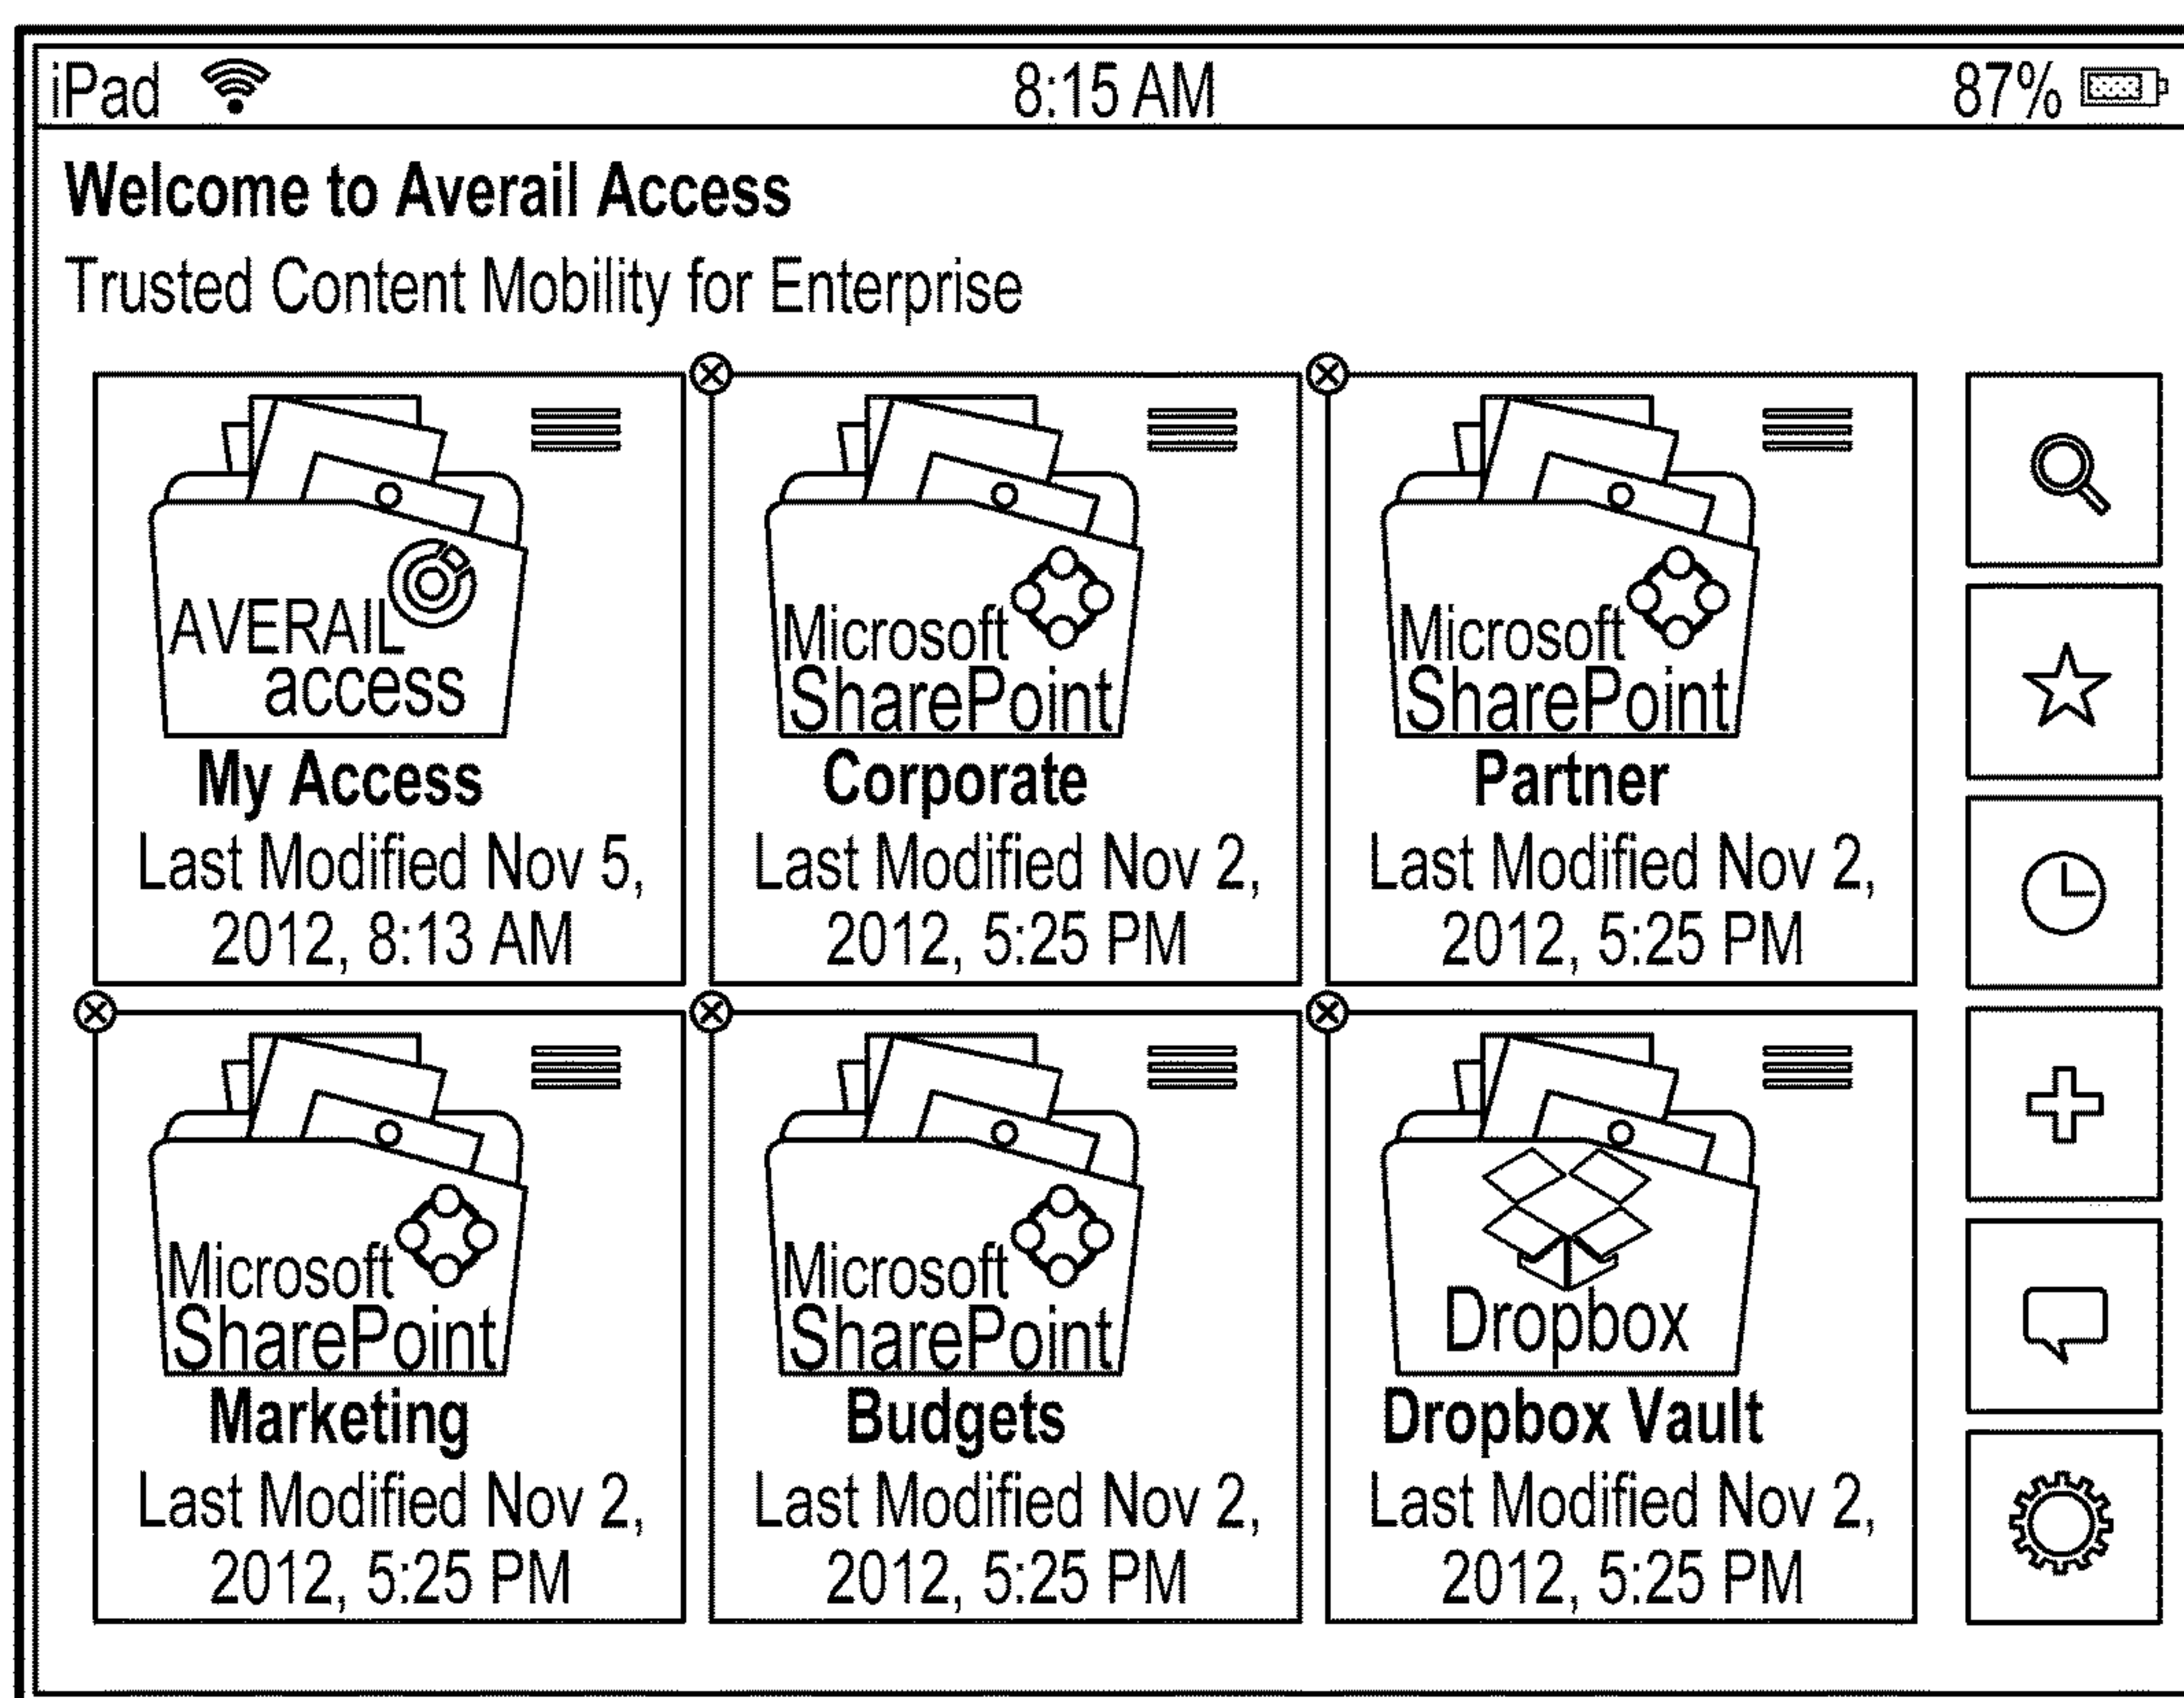 iPad 8:15 AM 87%
Welcome to Averail Access
Trusted Content Mobility for Enterprise
AVERAIL
access
My Access
Last Modified Nov 5,
2012, 8:13 AM
Microsoft
SharePoint
Corporate
Last Modified Nov 2,
2012, 5:25 PM
Microsoft
SharePoint
Partner
Last Modified Nov 2,
2012, 5:25 PM
Microsoft
SharePoint
Marketing
Last Modified Nov 2,
2012, 5:25 PM
Microsoft
SharePoint
Budgets
Last Modified Nov 2,
2012, 5:25 PM
Dropbox
Dropbox Vault
Last Modified Nov 2,
2012, 5:25 PM